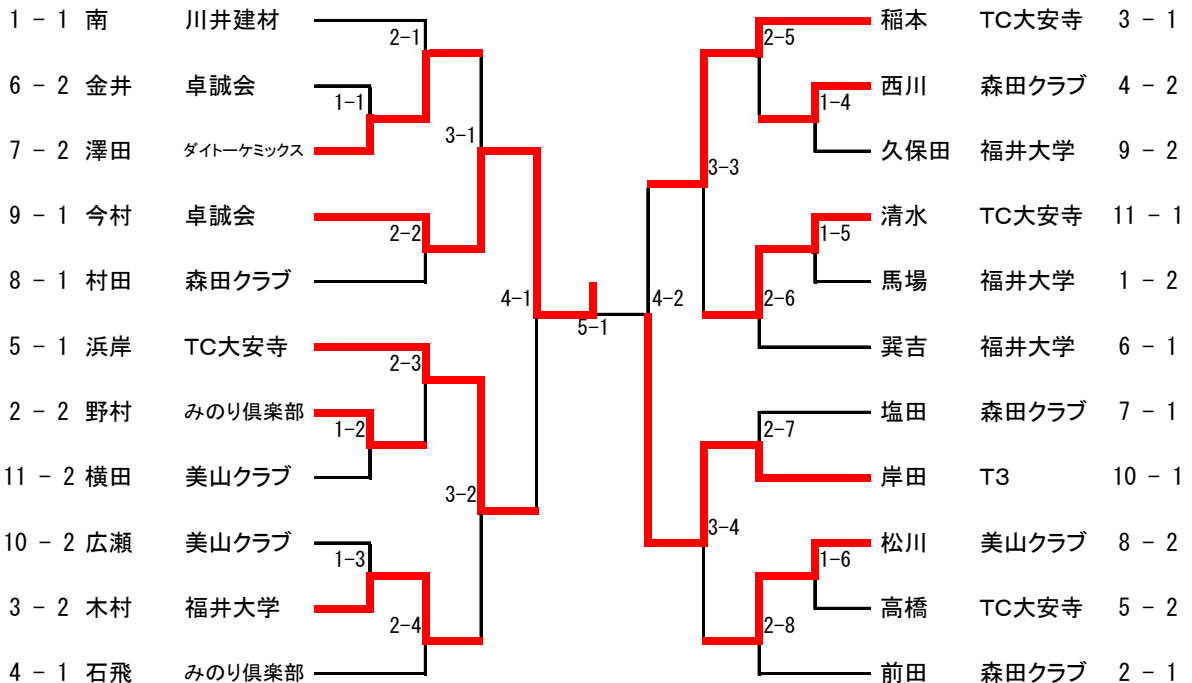 1 - 1 南 川井建材
6 - 2 金井 卓誠会
7 - 2 澤田 ダイトーケミックス
9 - 1 今村 卓誠会
8 - 1 村田 森田クラブ
5 - 1 浜岸 TC大安寺
2 - 2 野村 みのり倶楽部
11 - 2 横田 美山クラブ
10 - 2 広瀬 美山クラブ
3 - 2 木村 福井大学
4 - 1 石飛 みのり倶楽部
2-1
1-1
3-1
2-2
4-1
2-3
1-2
3-2
1-3
2-4
5-1
4-2
2-5
1-4
3-3
1-5
2-6
2-7
3-4
1-6
2-8
稲本 TC大安寺 3 - 1
西川 森田クラブ 4 - 2
久保田 福井大学 9 - 2
清水 TC大安寺 11 - 1
馬場 福井大学 1 - 2
巽吉 福井大学 6 - 1
塩田 森田クラブ 7 - 1
岸田 T3 10 - 1
松川 美山クラブ 8 - 2
高橋 TC大安寺 5 - 2
前田 森田クラブ 2 - 1